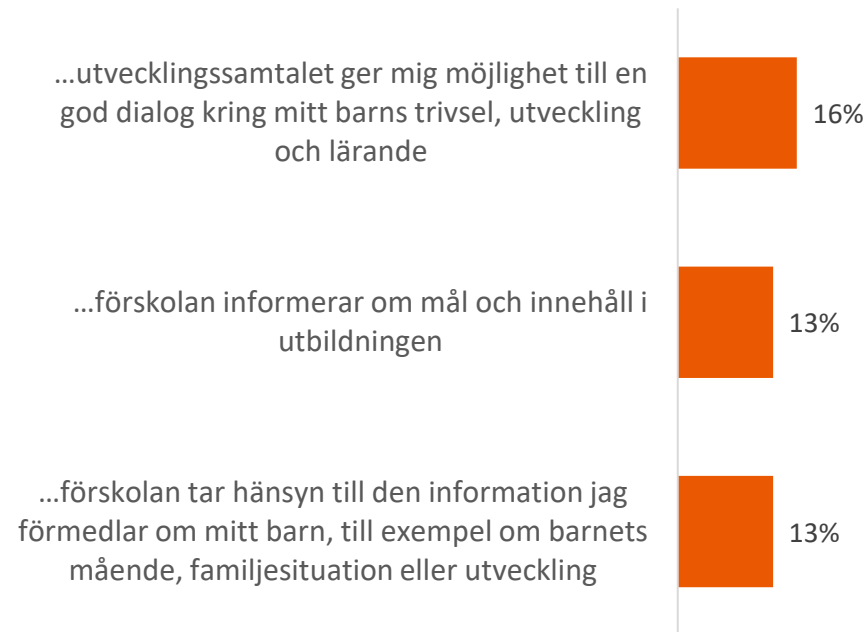 ...utvecklingssamtalet ger mig möjlighet till en
god dialog kring mitt barns trivsel, utveckling
och lärande
16%
...förskolan informerar om mål och innehåll i
utbildningen
13%
...förskolan tar hänsyn till den information jag
förmedlar om mitt barn, till exempel om barnets
mående, familjesituation eller utveckling
13%